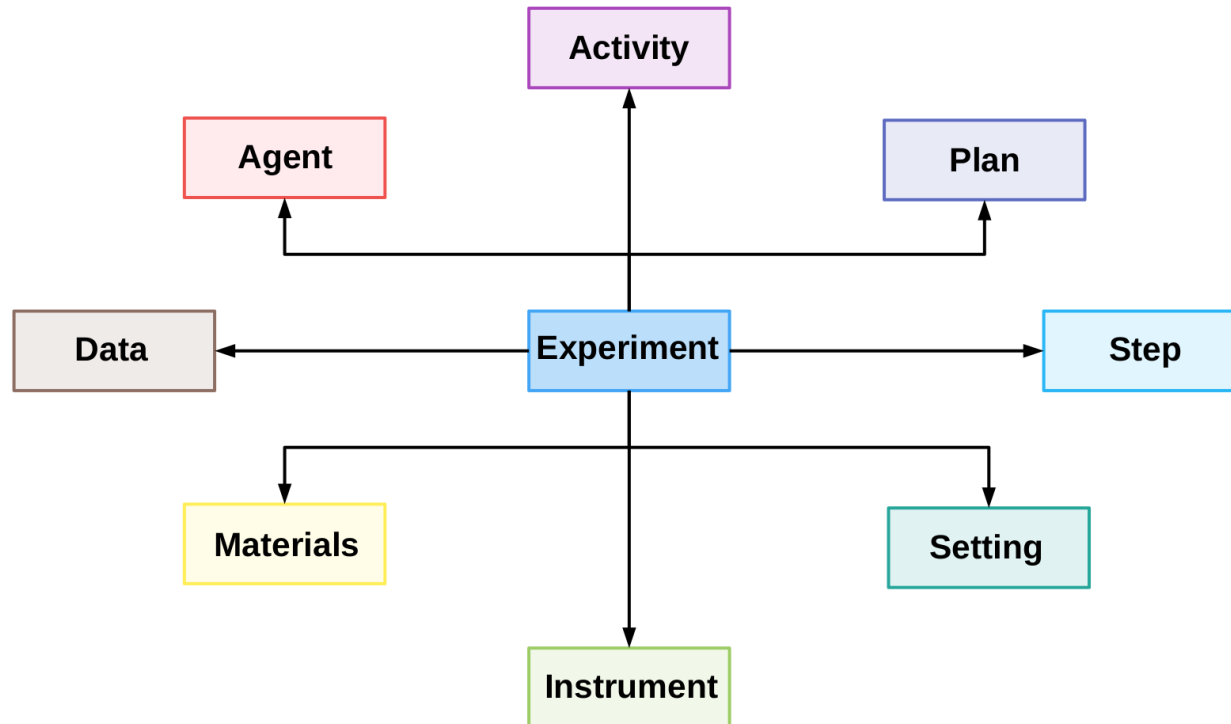 Activity
Agent
Plan
Data
Experiment
Step
Materials
Setting
Instrument